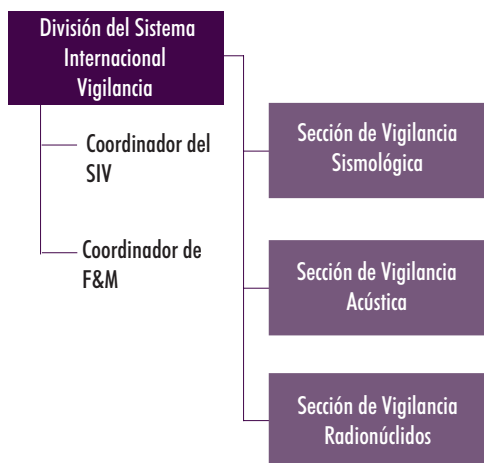 División del Sistema
Internacional
Vigilancia
Coordinador del
SIV
Coordinador de
F&M
Sección de Vigilancia
Sismológica
Sección de Vigilancia
Acústica
Sección de Vigilancia
Radionúclidos